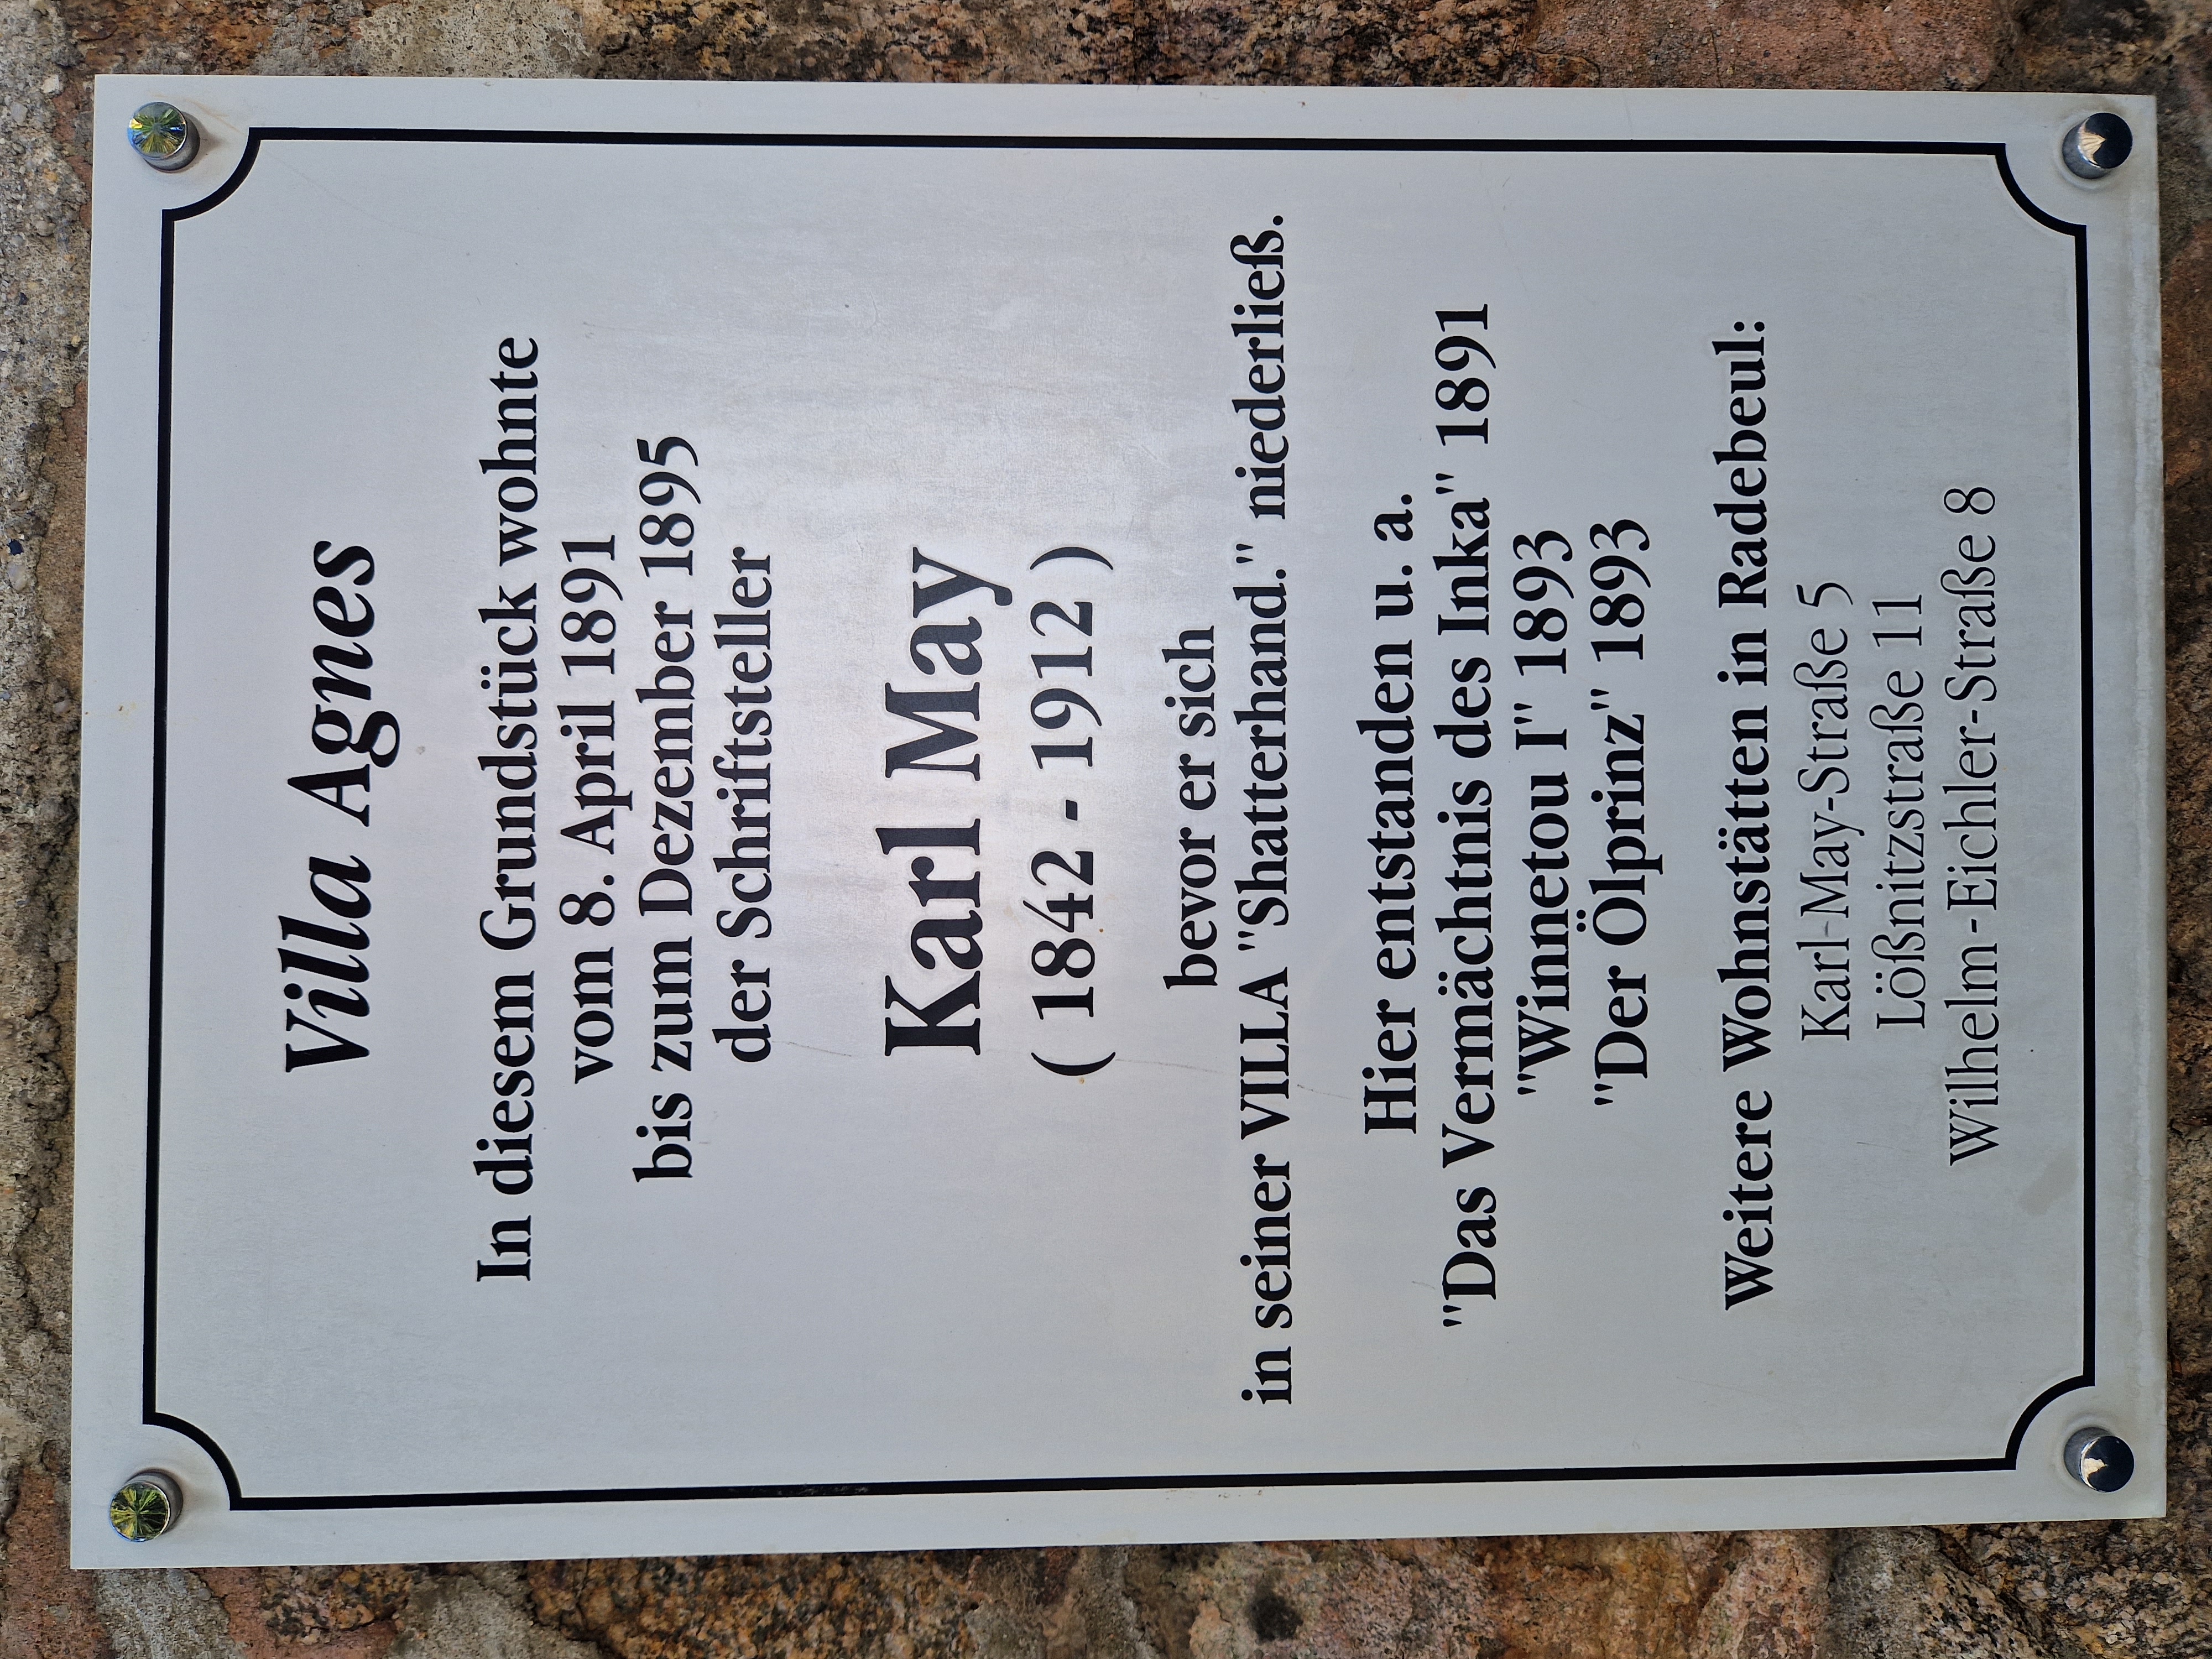 Villa Agnes
In diesem Grundstück wohnte
vom 8. April 1891
bis zum Dezember 1895
der Schriftsteller
Karl May
( 1842 - 1912 )
bevor er sich
in seiner VILLA "Shatterhand." niederließ.
Hier entstanden u. a.
"Das Vermächtnis des Inka" 1891
"Winnetou I" 1893
"Der Ölprinz" 1893
Weitere Wohnstätten in Radebeul:
Karl-May-Straße 5
Lößnitzstraße 11
Wilhelm-Eichler-Straße 8